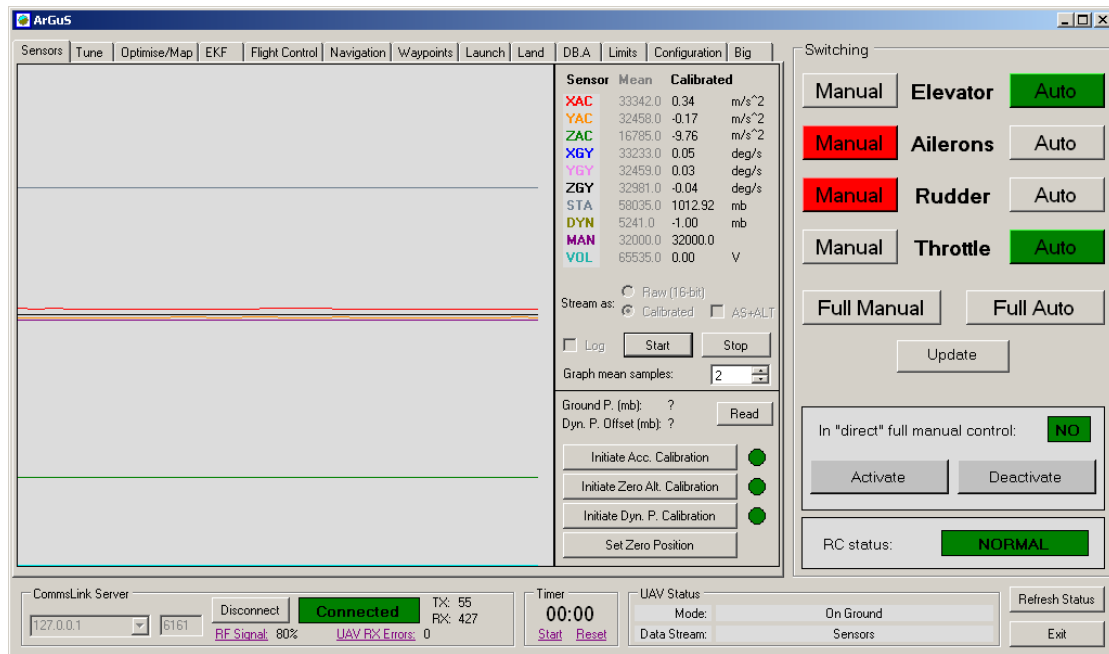 ArGuS
Sensors Tune Optimise/Map EKF Flight Control Navigation Waypoints Launch Land DB.A Limits Configuration Big
Sensor Mean Calibrated
XAC 33342.0 0.34 m/s^2
YAC 32458.0 -0.17 m/s^2
ZAC 16785.0 -9.76 m/s^2
XGY 33233.0 0.05 deg/s
YGY 32459.0 0.03 deg/s
ZGY 32981.0 -0.04 deg/s
STA 58035.0 1012.92 mb
DYN 5241.0 -1.00 mb
MAN 32000.0 32000.0
VOL 65535.0 0.00 V
Stream as: Raw (16-bit)
Calibrated AS+ALT
Log Start Stop
Graph mean samples: 2
Ground P. (mb): ?
Dyn. P. Offset (mb): ?
Read
Initiate Acc. Calibration
Initiate Zero Alt. Calibration
Initiate Dyn. P. Calibration
Set Zero Position
Switching
Manual Elevator Auto
Manual Ailerons Auto
Manual Rudder Auto
Manual Throttle Auto
Full Manual Full Auto
Update
In "direct" full manual control: NO
Activate Deactivate
RC status: NORMAL
CommsLink Server
127.0.0.1 6161 Disconnect Connected TX: 55
RX: 427
RF Signal: 80% UAV RX Errors: 0
Timer
00:00
Start Reset
UAV Status
Mode: On Ground
Data Stream: Sensors
Refresh Status
Exit